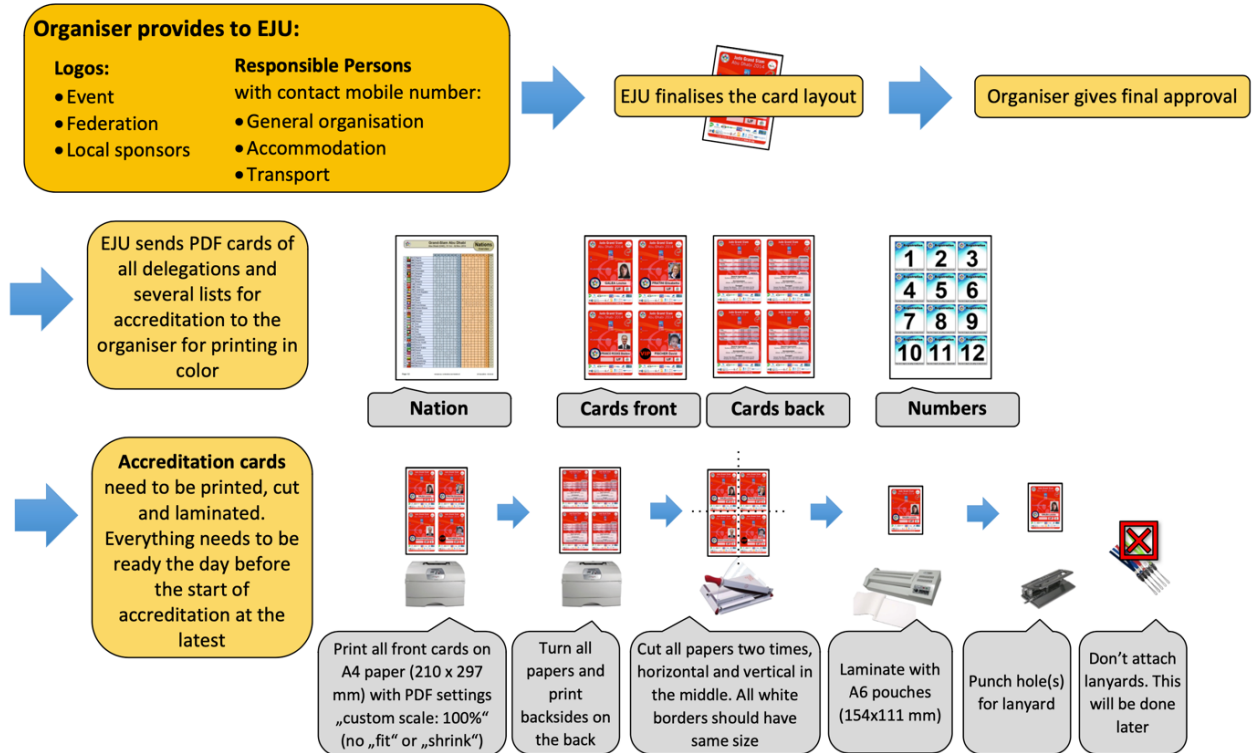 Organiser provides to EJU:
Logos:
• Event
• Federation
• Local sponsors
Responsible Persons
with contact mobile number:
• General organisation
• Accommodation
• Transport
EJU finalises the card layout
Organiser gives final approval
EJU sends PDF cards of
all delegations and
several lists for
accreditation to the
organiser for printing in
color
Nations
1 2 3
4 5 6
7 8 9
10 11 12
Nation
Cards front
Cards back
Numbers
Accreditation cards
need to be printed, cut
and laminated.
Everything needs to be
ready the day before
the start of
accreditation at the
latest
Print all front cards on
A4 paper (210 x 297
mm) with PDF settings
„custom scale: 100%“
(no „fit“ or „shrink“)
Turn all
papers and
print
backsides on
the back
Cut all papers two times,
horizontal and vertical in
the middle. All white
borders should have
same size
Laminate with
A6 pouches
(154x111 mm)
Punch hole(s)
for lanyard
Don’t attach
lanyards. This
will be done
later